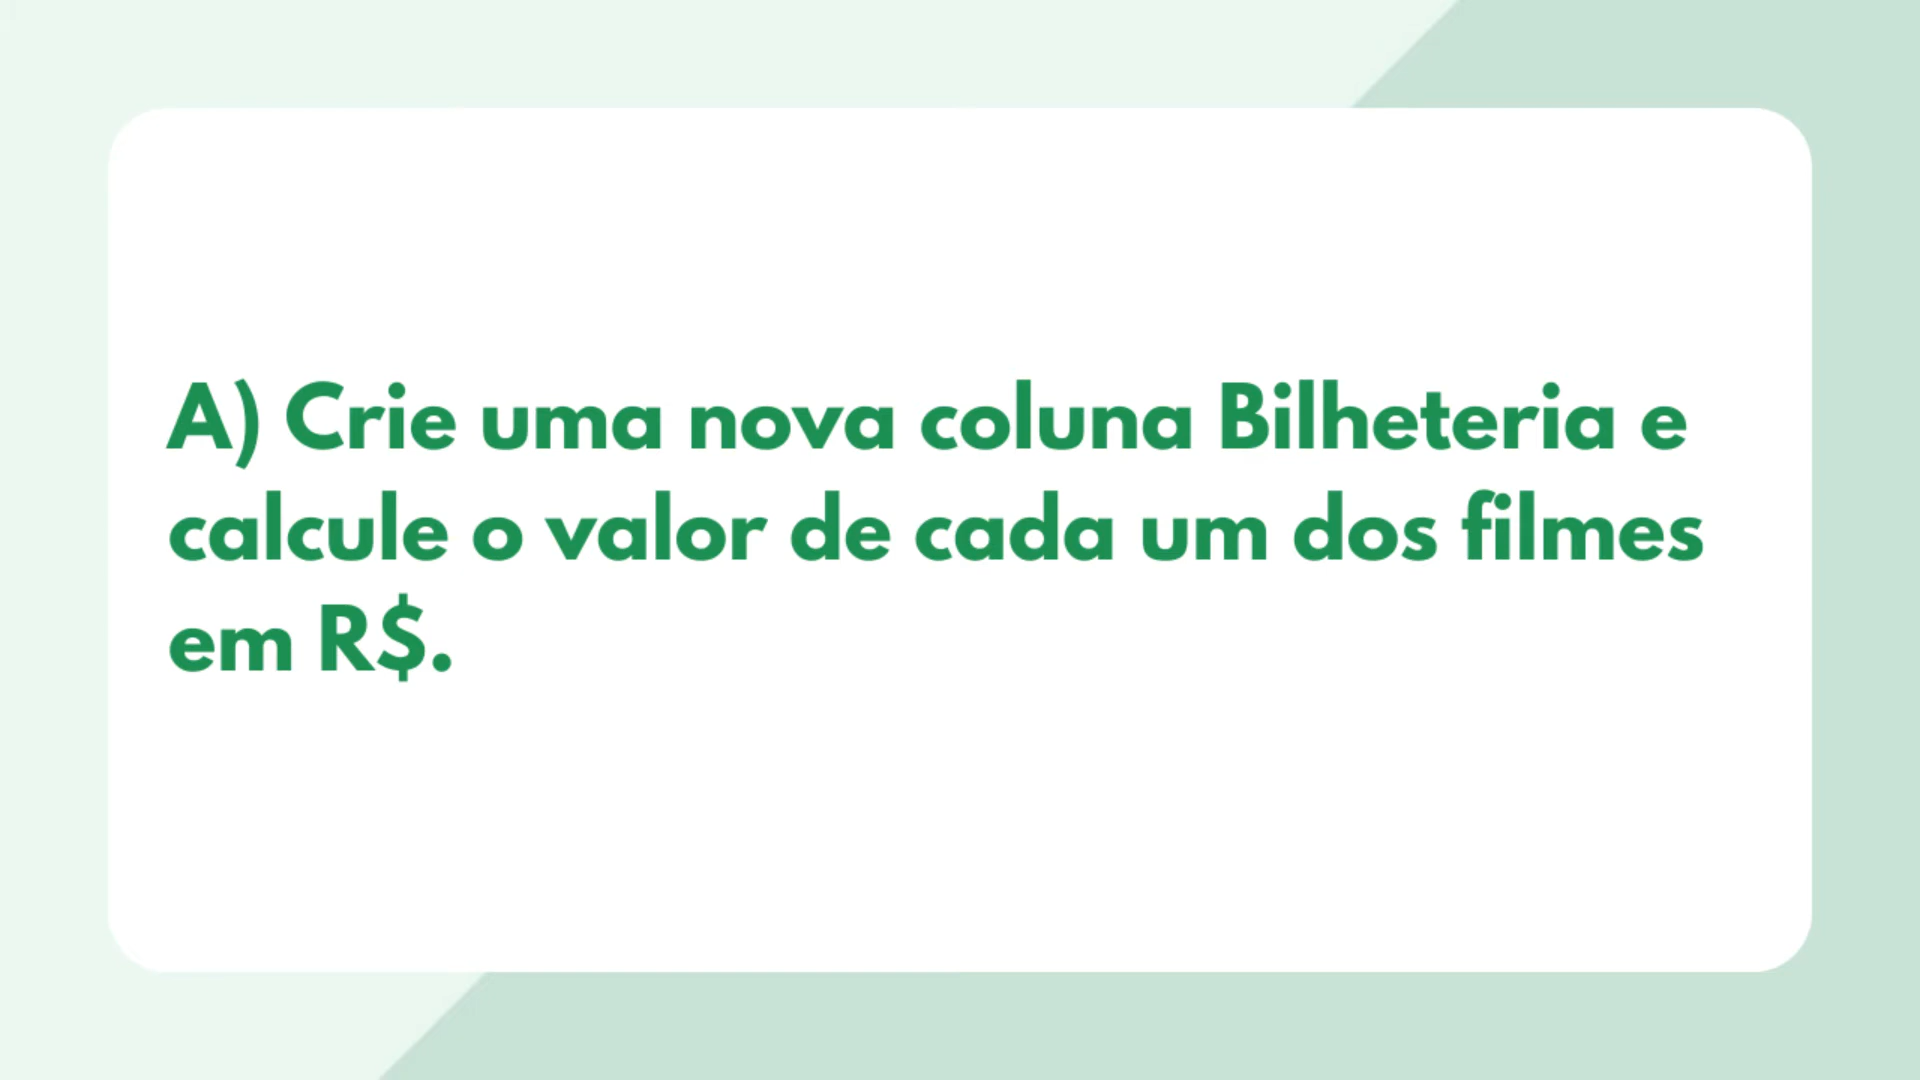 A) Crie uma nova coluna Bilheteria e
calcule o valor de cada um dos filmes
em R$.